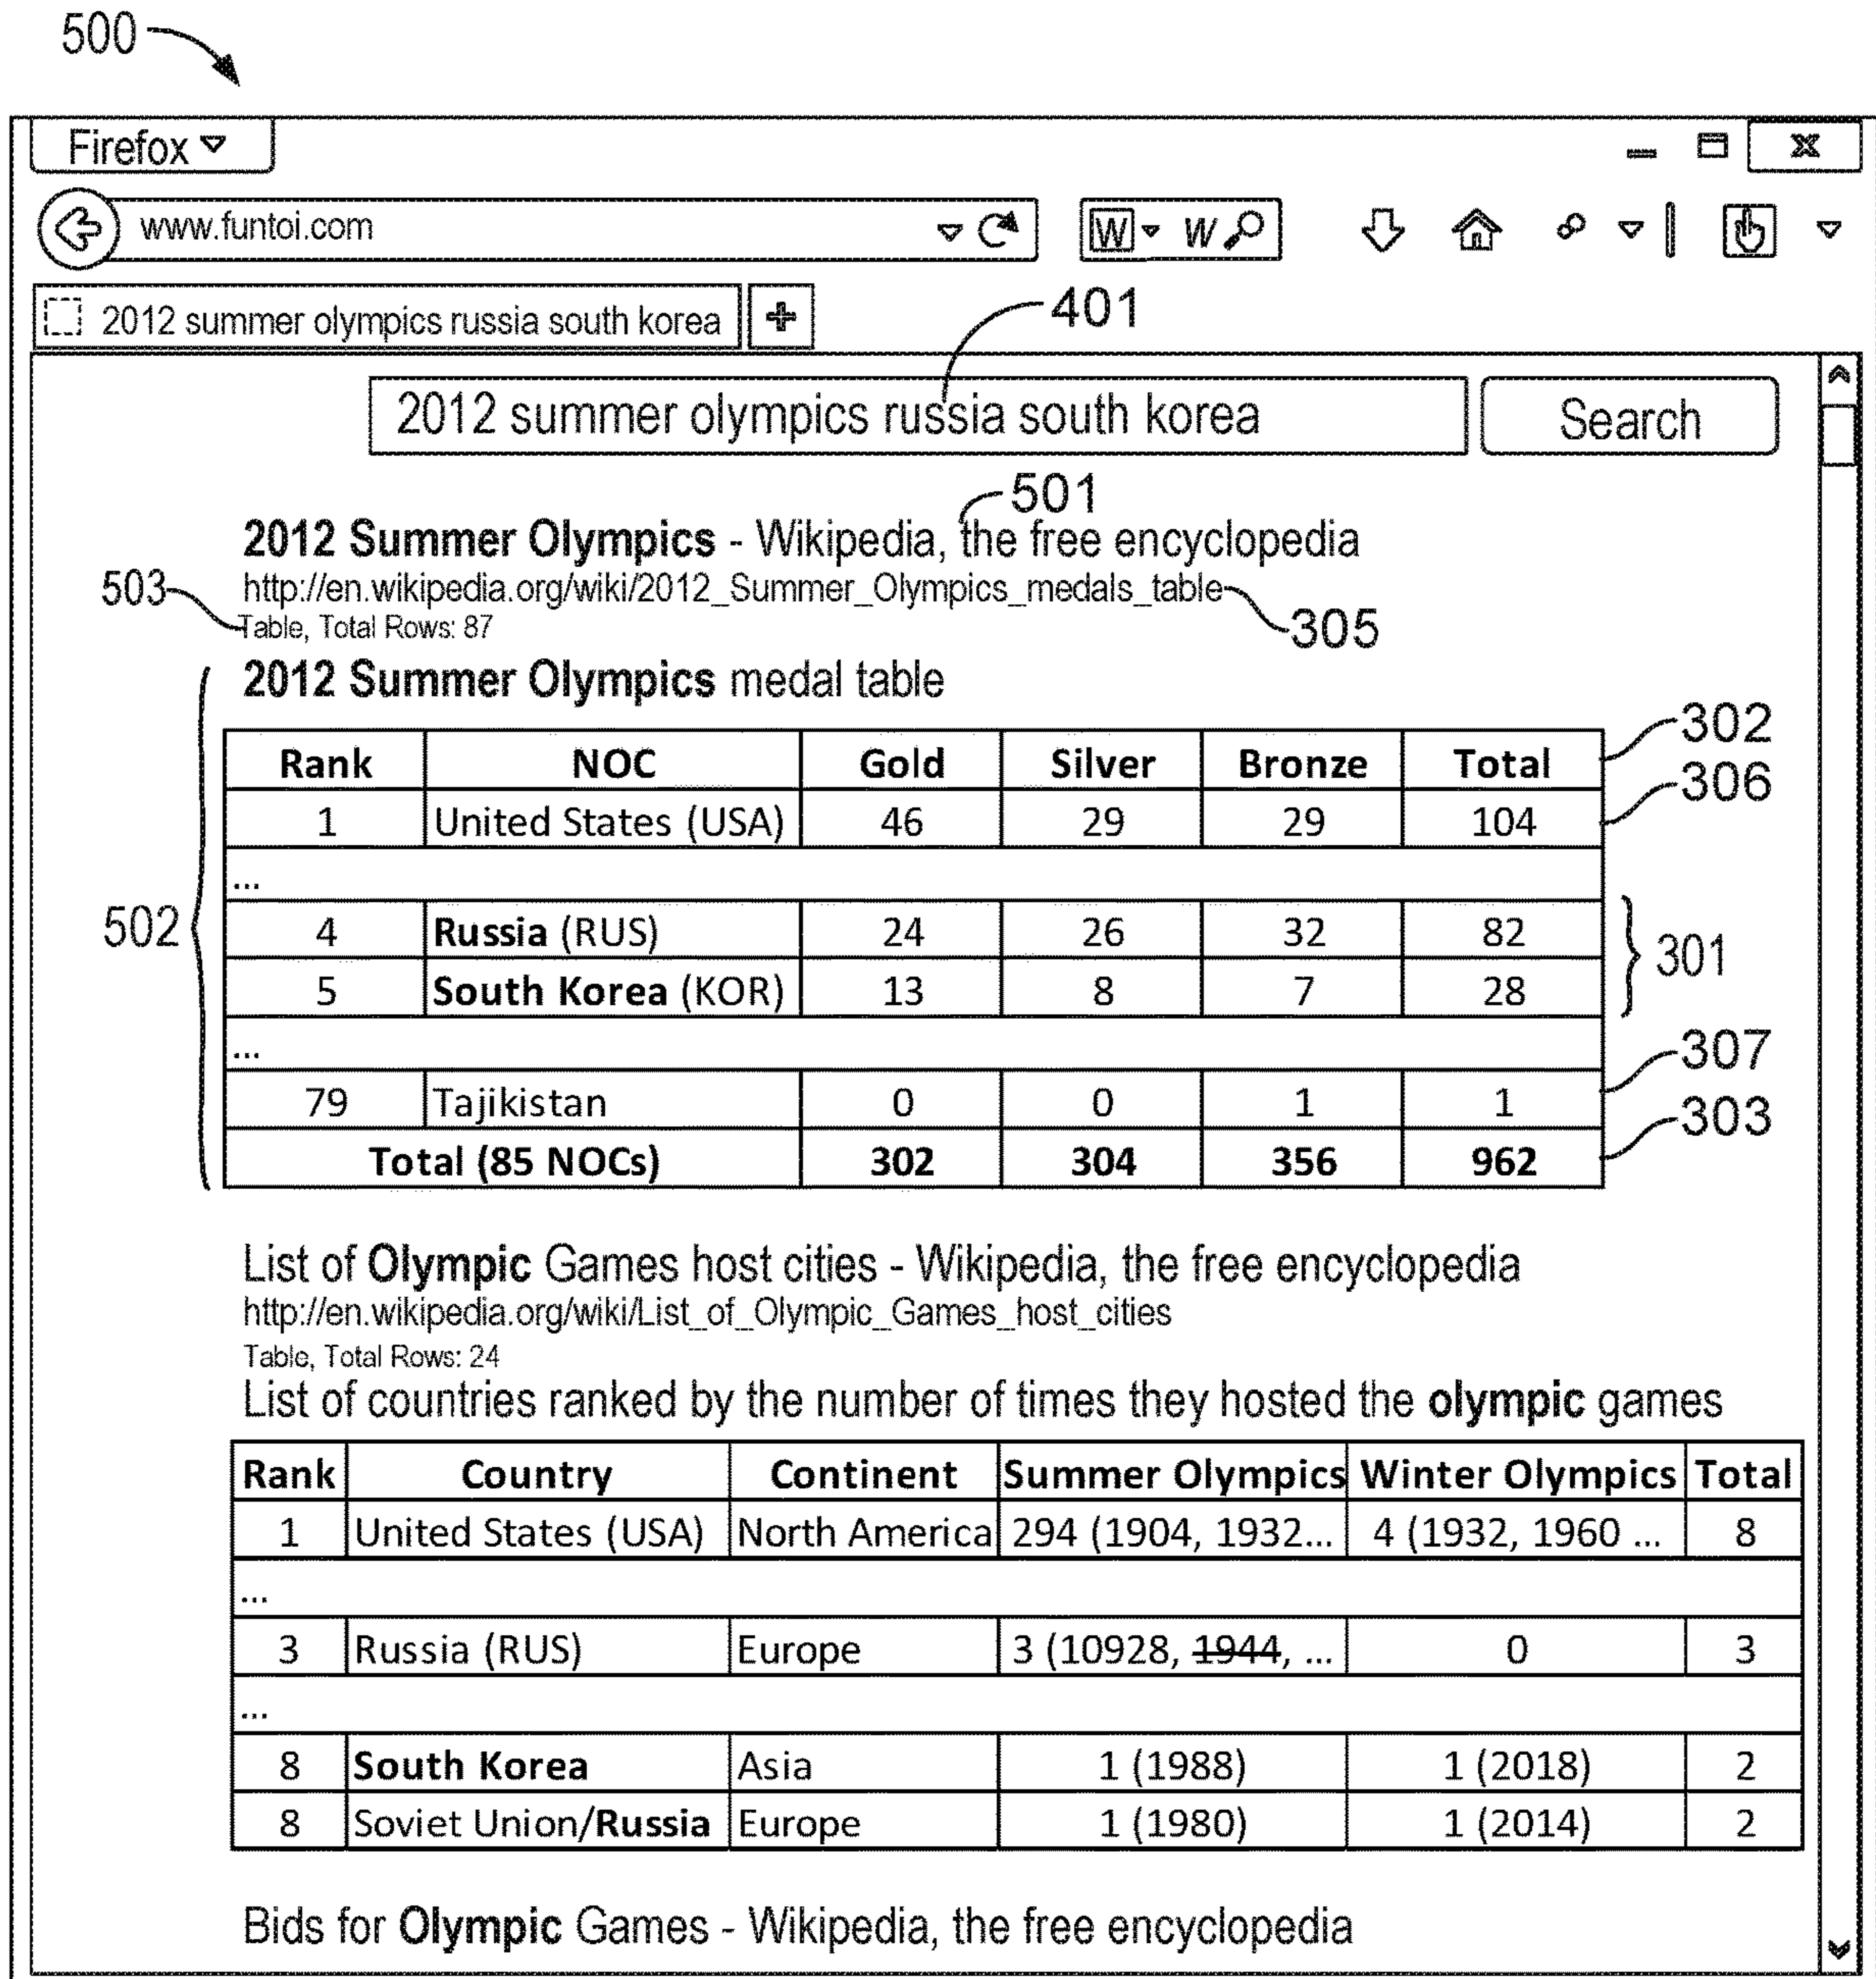 500
Firefox
www.funtoi.com W W
2012 summer olympics russia south korea + 401
2012 summer olympics russia south korea Search
501
2012 Summer Olympics - Wikipedia, the free encyclopedia
503 http://en.wikipedia.org/wiki/2012_Summer_Olympics_medals_table
Table, Total Rows: 87 305
2012 Summer Olympics medal table
302
Rank NOC Gold Silver Bronze Total
306
1 United States (USA) 46 29 29 104
...
502
4 Russia (RUS) 24 26 32 82
301
5 South Korea (KOR) 13 8 7 28
...
307
79 Tajikistan 0 0 1 1
303
Total (85 NOCs) 302 304 356 962
List of Olympic Games host cities - Wikipedia, the free encyclopedia
http://en.wikipedia.org/wiki/List_of_Olympic_Games_host_cities
Table, Total Rows: 24
List of countries ranked by the number of times they hosted the olympic games
Rank Country Continent Summer Olympics Winter Olympics Total
1 United States (USA) North America 294 (1904, 1932... 4 (1932, 1960 ... 8
...
3 Russia (RUS) Europe 3 (10928, 1944, ... 0 3
...
8 South Korea Asia 1 (1988) 1 (2018) 2
8 Soviet Union/Russia Europe 1 (1980) 1 (2014) 2
Bids for Olympic Games - Wikipedia, the free encyclopedia